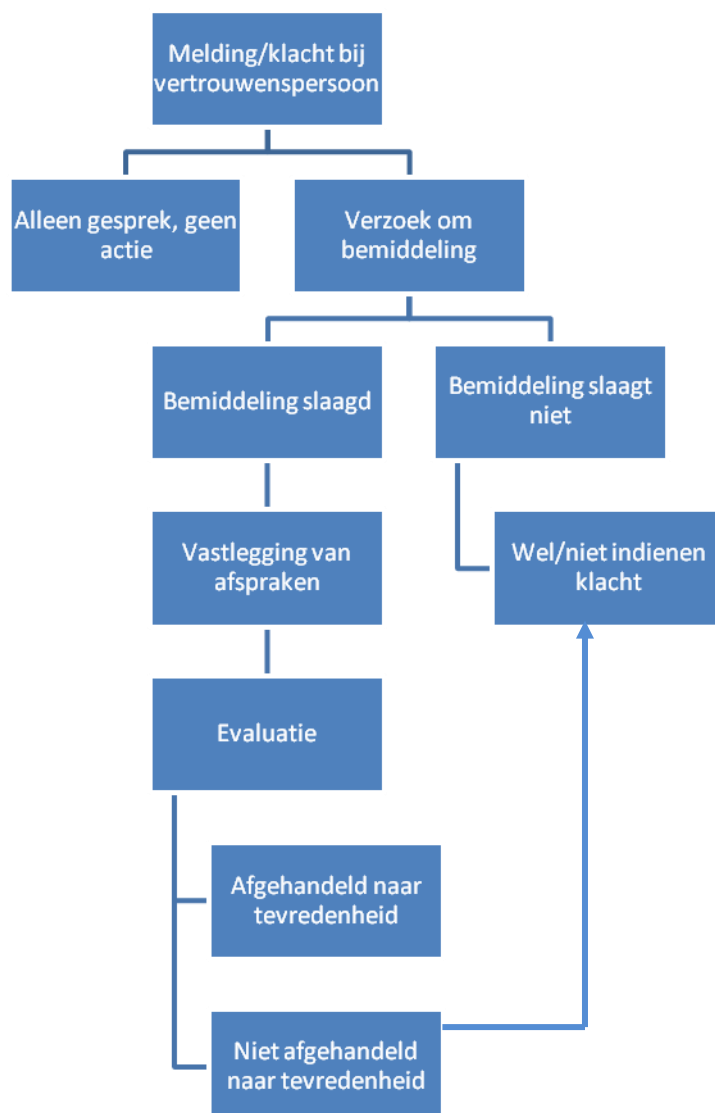 Melding/klacht bij
vertrouwenspersoon
Alleen gesprek, geen
actie
Verzoek om
bemiddeling
Bemiddeling slaagd
Bemiddeling slaagt
niet
Vastlegging van
afspraken
Wel/niet indienen
klacht
Evaluatie
Afgehandeld naar
tevredenheid
Niet afgehandeld
naar tevredenheid